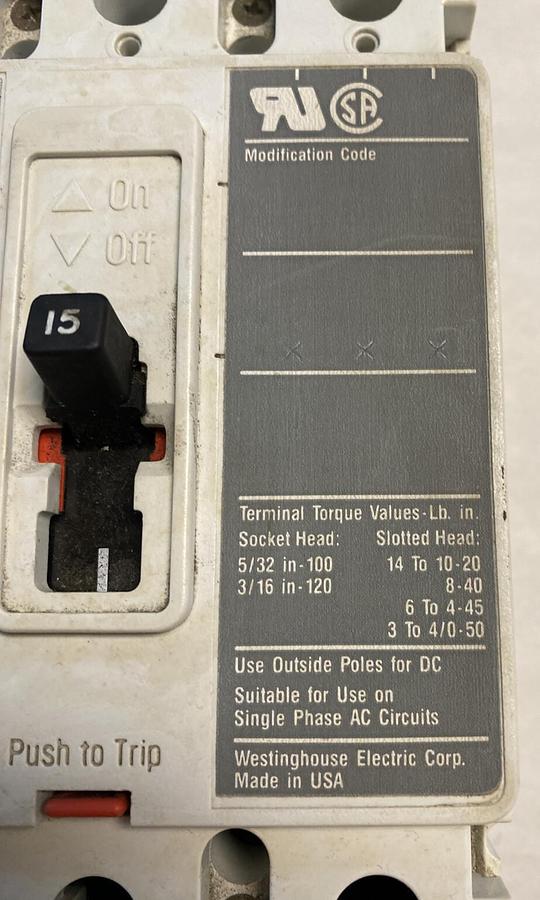 On
Off
15
Push to Trip
SA
Modification Code
Terminal Torque Values-Lb. in.
Socket Head: Slotted Head:
5/32 in-100 14 To 10-20
3/16 in-120 8-40
6 To 4-45
3 To 4/0-50
Use Outside Poles for DC
Suitable for Use on
Single Phase AC Circuits
Westinghouse Electric Corp.
Made in USA